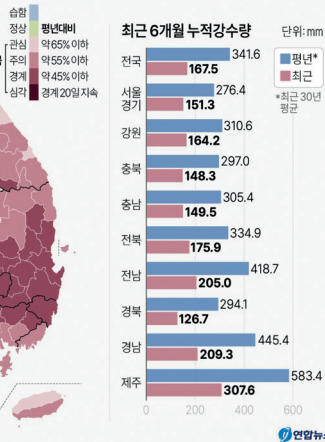 습함
정상 평년대비
관심 약65% 이하
주의 약55% 이하
경계 약45% 이하
심각 경계 20일 지속
최근 6개월 누적강수량
단위: mm
평년*
최근
*최근 30년
평균
전국 341.6
167.5
서울
경기 276.4
151.3
강원 310.6
164.2
충북 297.0
148.3
충남 305.4
149.5
전북 334.9
175.9
전남 418.7
205.0
경북 294.1
126.7
경남 445.4
209.3
제주 583.4
307.6
0 200 400 600
연합뉴스